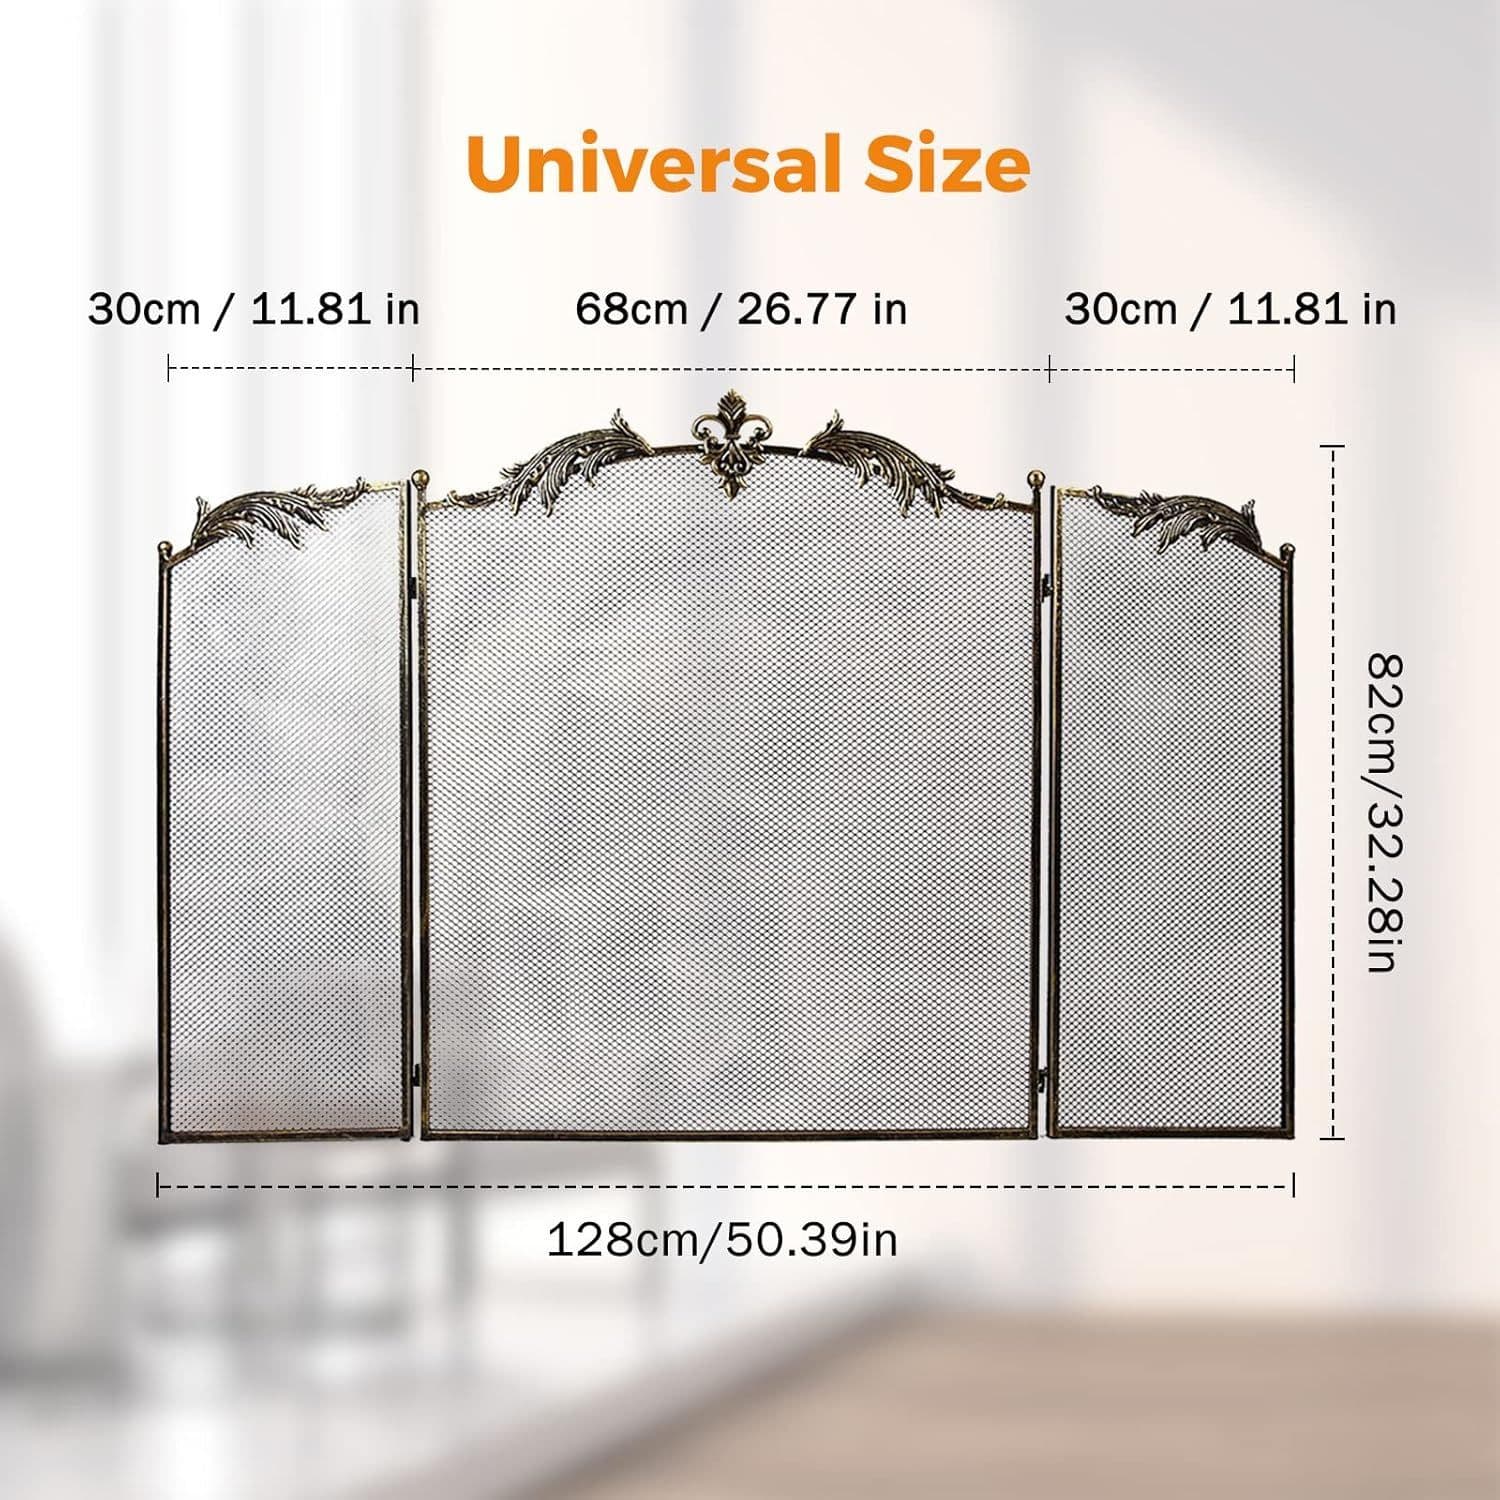 Universal Size
30cm / 11.81 in
68cm / 26.77 in
30cm / 11.81 in
82cm/32.28in
128cm/50.39in